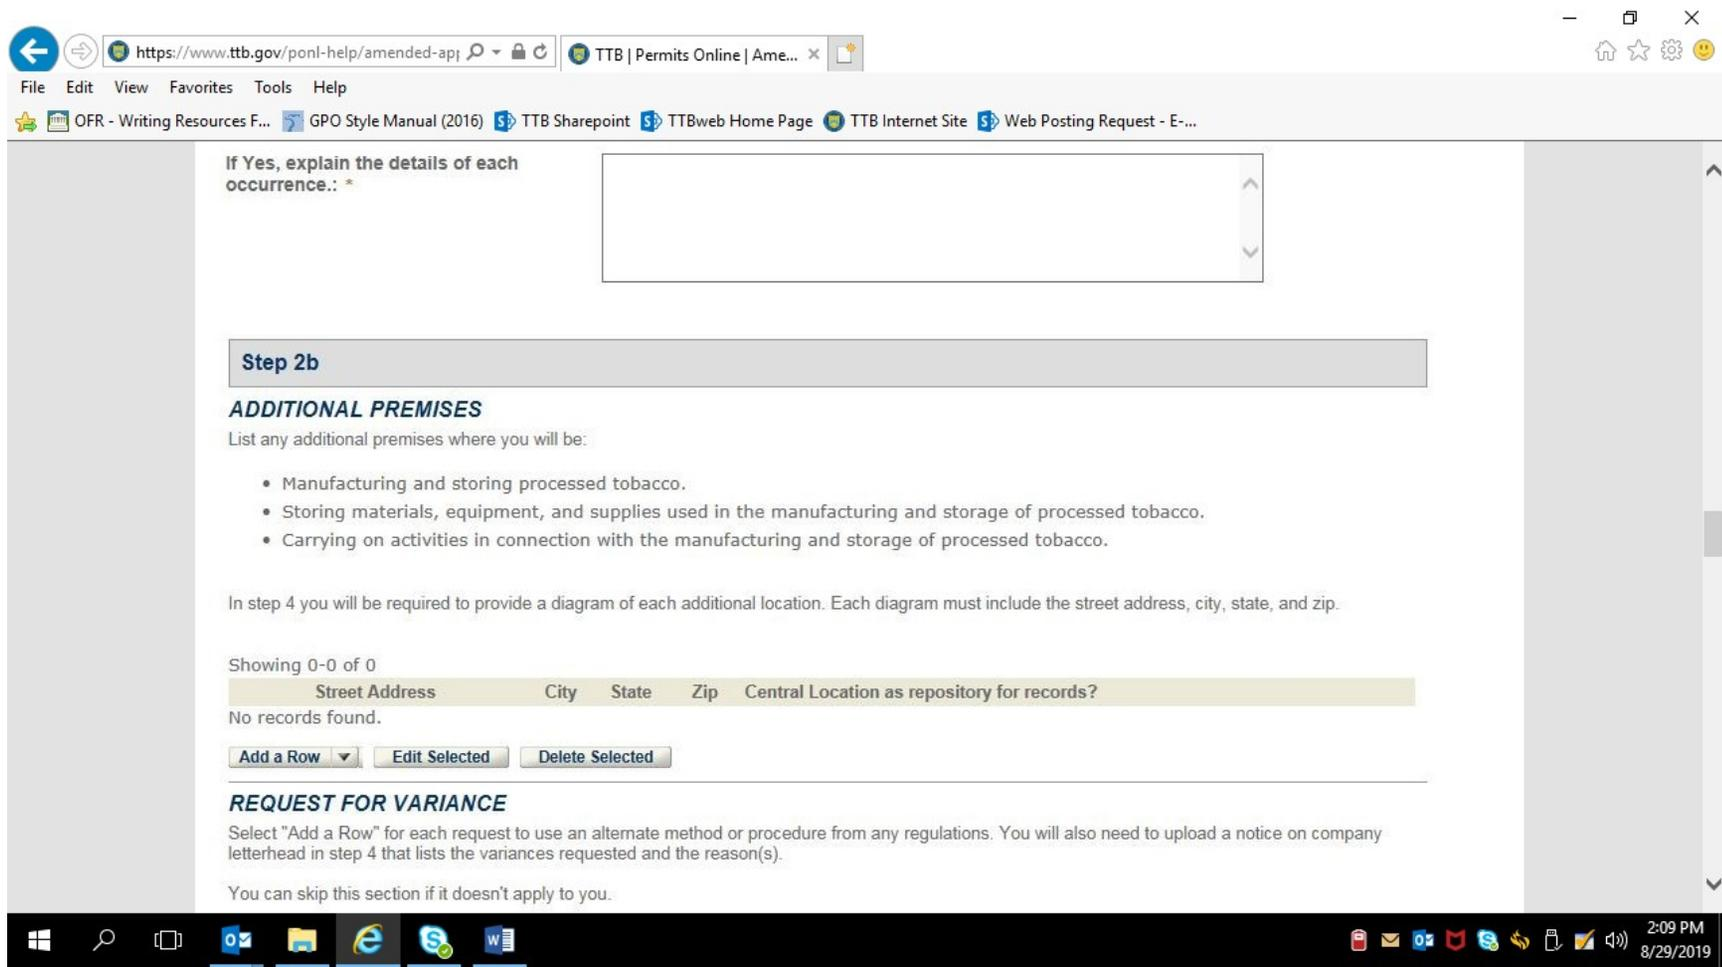 https://www.ttb.gov/ponl-help/amended-ap
TTB | Permits Online | Ame...
File Edit View Favorites Tools Help
OFR - Writing Resources F... GPO Style Manual (2016) TTB Sharepoint TTBweb Home Page TTB Internet Site Web Posting Request - E-...
If Yes, explain the details of each
occurrence.: *
Step 2b
ADDITIONAL PREMISES
List any additional premises where you will be:
• Manufacturing and storing processed tobacco.
• Storing materials, equipment, and supplies used in the manufacturing and storage of processed tobacco.
• Carrying on activities in connection with the manufacturing and storage of processed tobacco.
In step 4 you will be required to provide a diagram of each additional location. Each diagram must include the street address, city, state, and zip.
Showing 0-0 of 0
Street Address City State Zip Central Location as repository for records?
No records found.
Add a Row Edit Selected Delete Selected
REQUEST FOR VARIANCE
Select "Add a Row" for each request to use an alternate method or procedure from any regulations. You will also need to upload a notice on company
letterhead in step 4 that lists the variances requested and the reason(s).
You can skip this section if it doesn't apply to you.
2:09 PM
8/29/2019